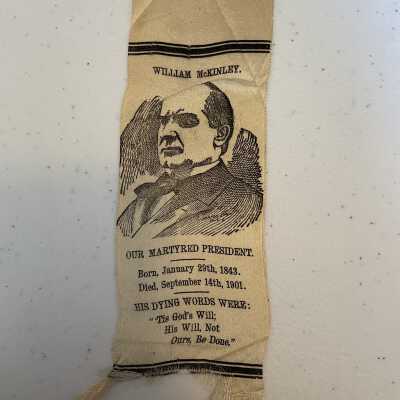 WILLIAM McKINLEY.
OUR MARTYRED PRESIDENT.
Born, January 29th, 1843.
Died, September 14th, 1901.
HIS DYING WORDS WERE:
"'Tis God's Will;
His Will, Not
Ours, Be Done."